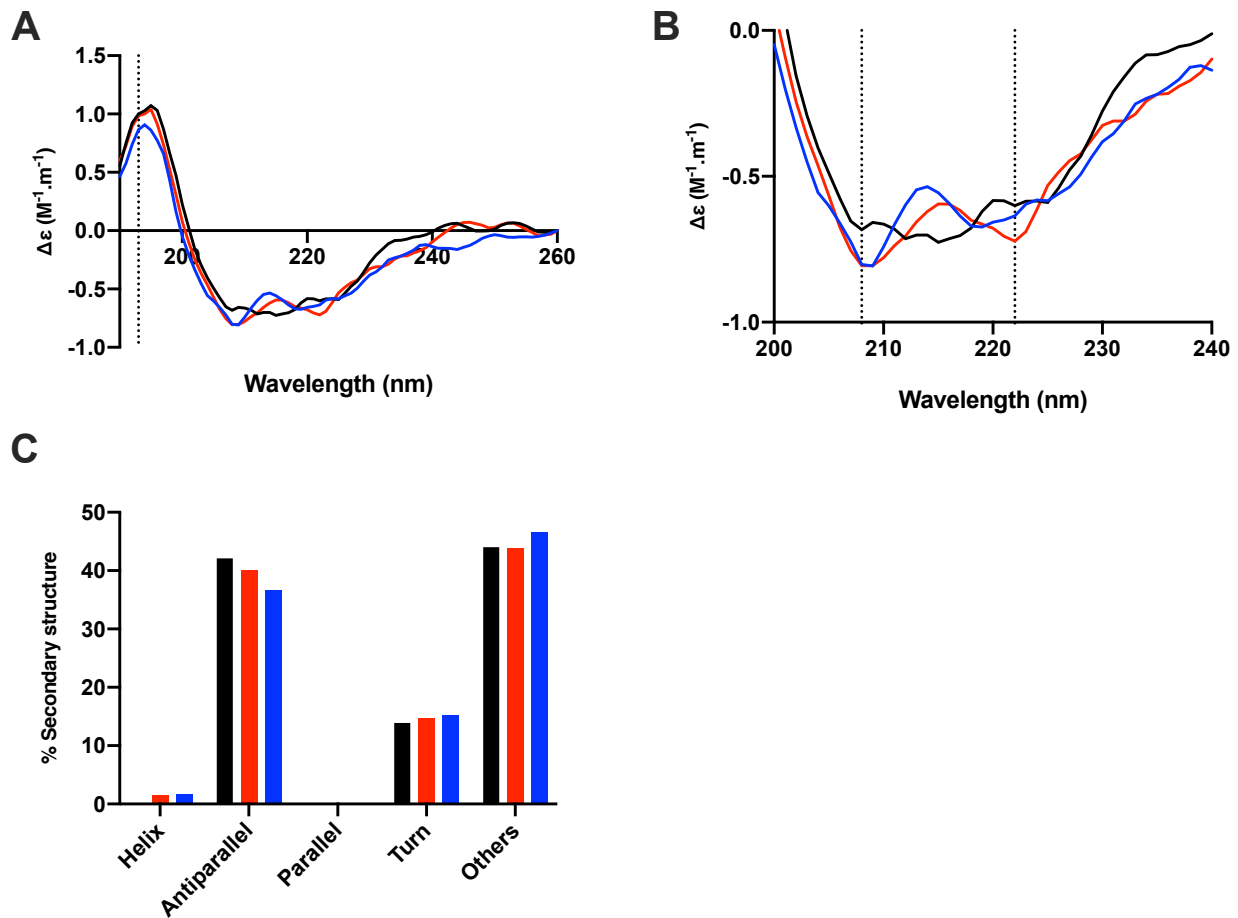 A
1.5
1.0
0.5
0.0
-0.5
-1.0
Δε (M⁻¹.m⁻¹)
200
220
240
260
Wavelength (nm)
B
0.0
-0.5
-1.0
Δε (M⁻¹.m⁻¹)
200
210
220
230
240
Wavelength (nm)
C
50
40
30
20
10
0
% Secondary structure
Helix
Antiparallel
Parallel
Turn
Others